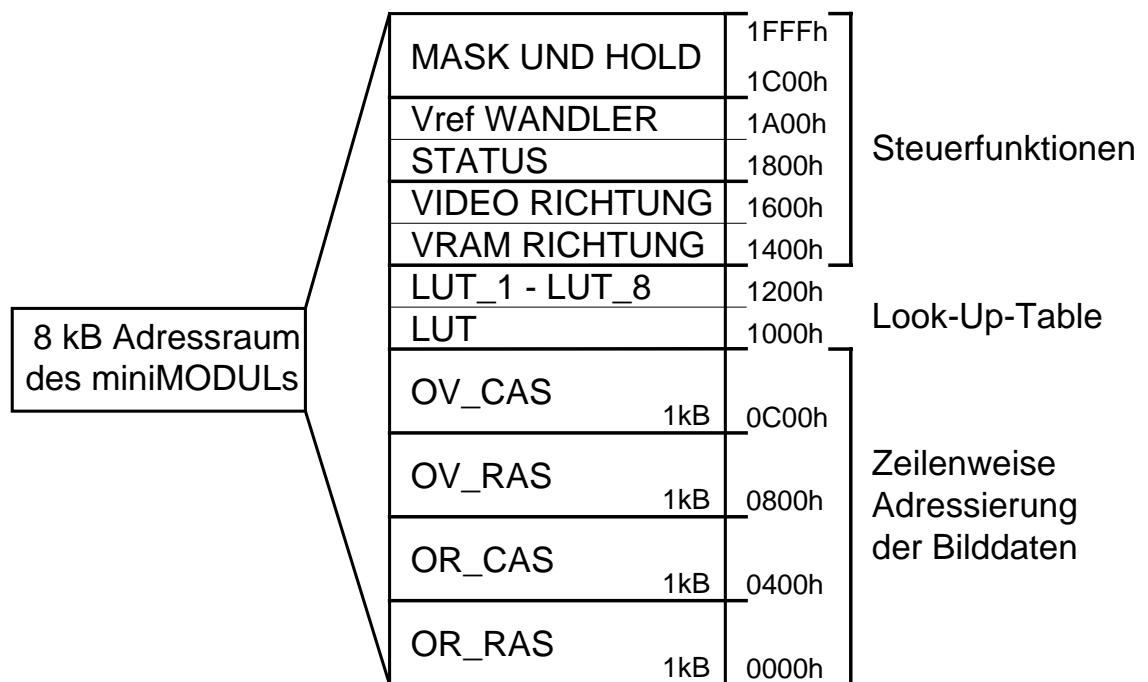 MASK UND HOLD
1FFFh
1C00h
Vref WANDLER
1A00h
STATUS
1800h
VIDEO RICHTUNG
1600h
VRAM RICHTUNG
1400h
Steuerfunktionen
LUT_1 - LUT_8
1200h
LUT
1000h
Look-Up-Table
8 kB Adressraum
des miniMODULs
OV_CAS
1kB
0C00h
OV_RAS
1kB
0800h
OR_CAS
1kB
0400h
OR_RAS
1kB
0000h
Zeilenweise
Adressierung
der Bilddaten